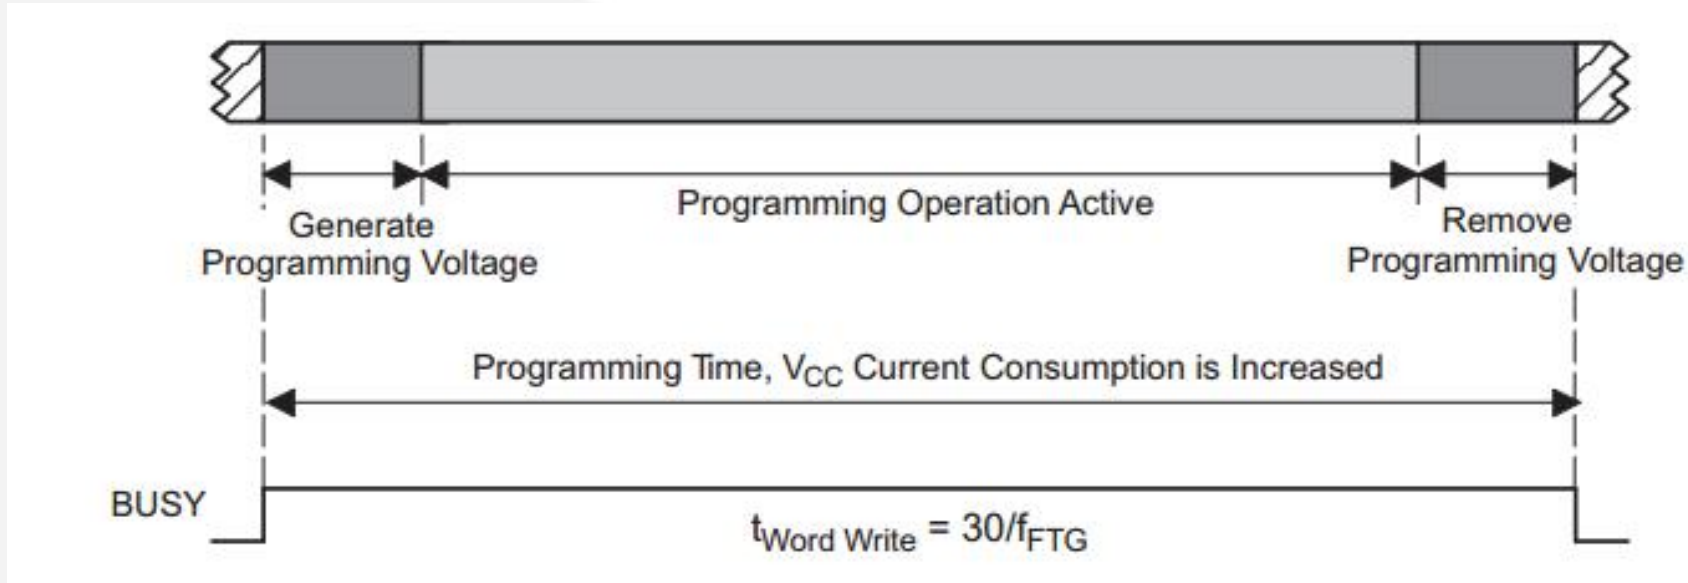 Programming Operation Active
Generate
Programming Voltage
Remove
Programming Voltage
Programming Time, VCC Current Consumption is Increased
BUSY
tWord Write = 30/fFTG